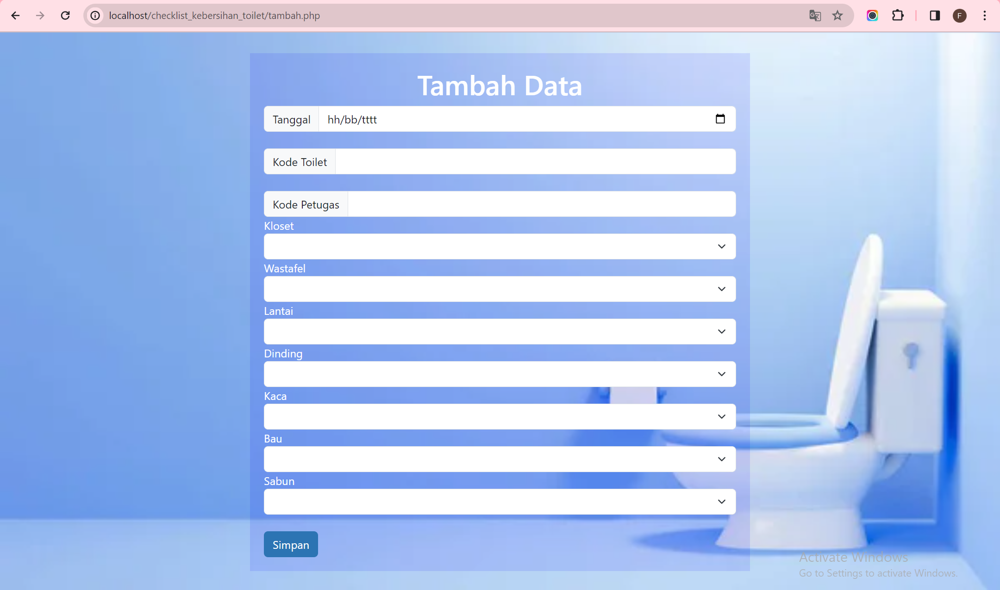 localhost/checklist_kebersihan_toilet/tambah.php
F
Tambah Data
Tanggal hh/bb/tttt
Kode Toilet
Kode Petugas
Kloset
Wastafel
Lantai
Dinding
Kaca
Bau
Sabun
Simpan
Activate Windows
Go to Settings to activate Windows.